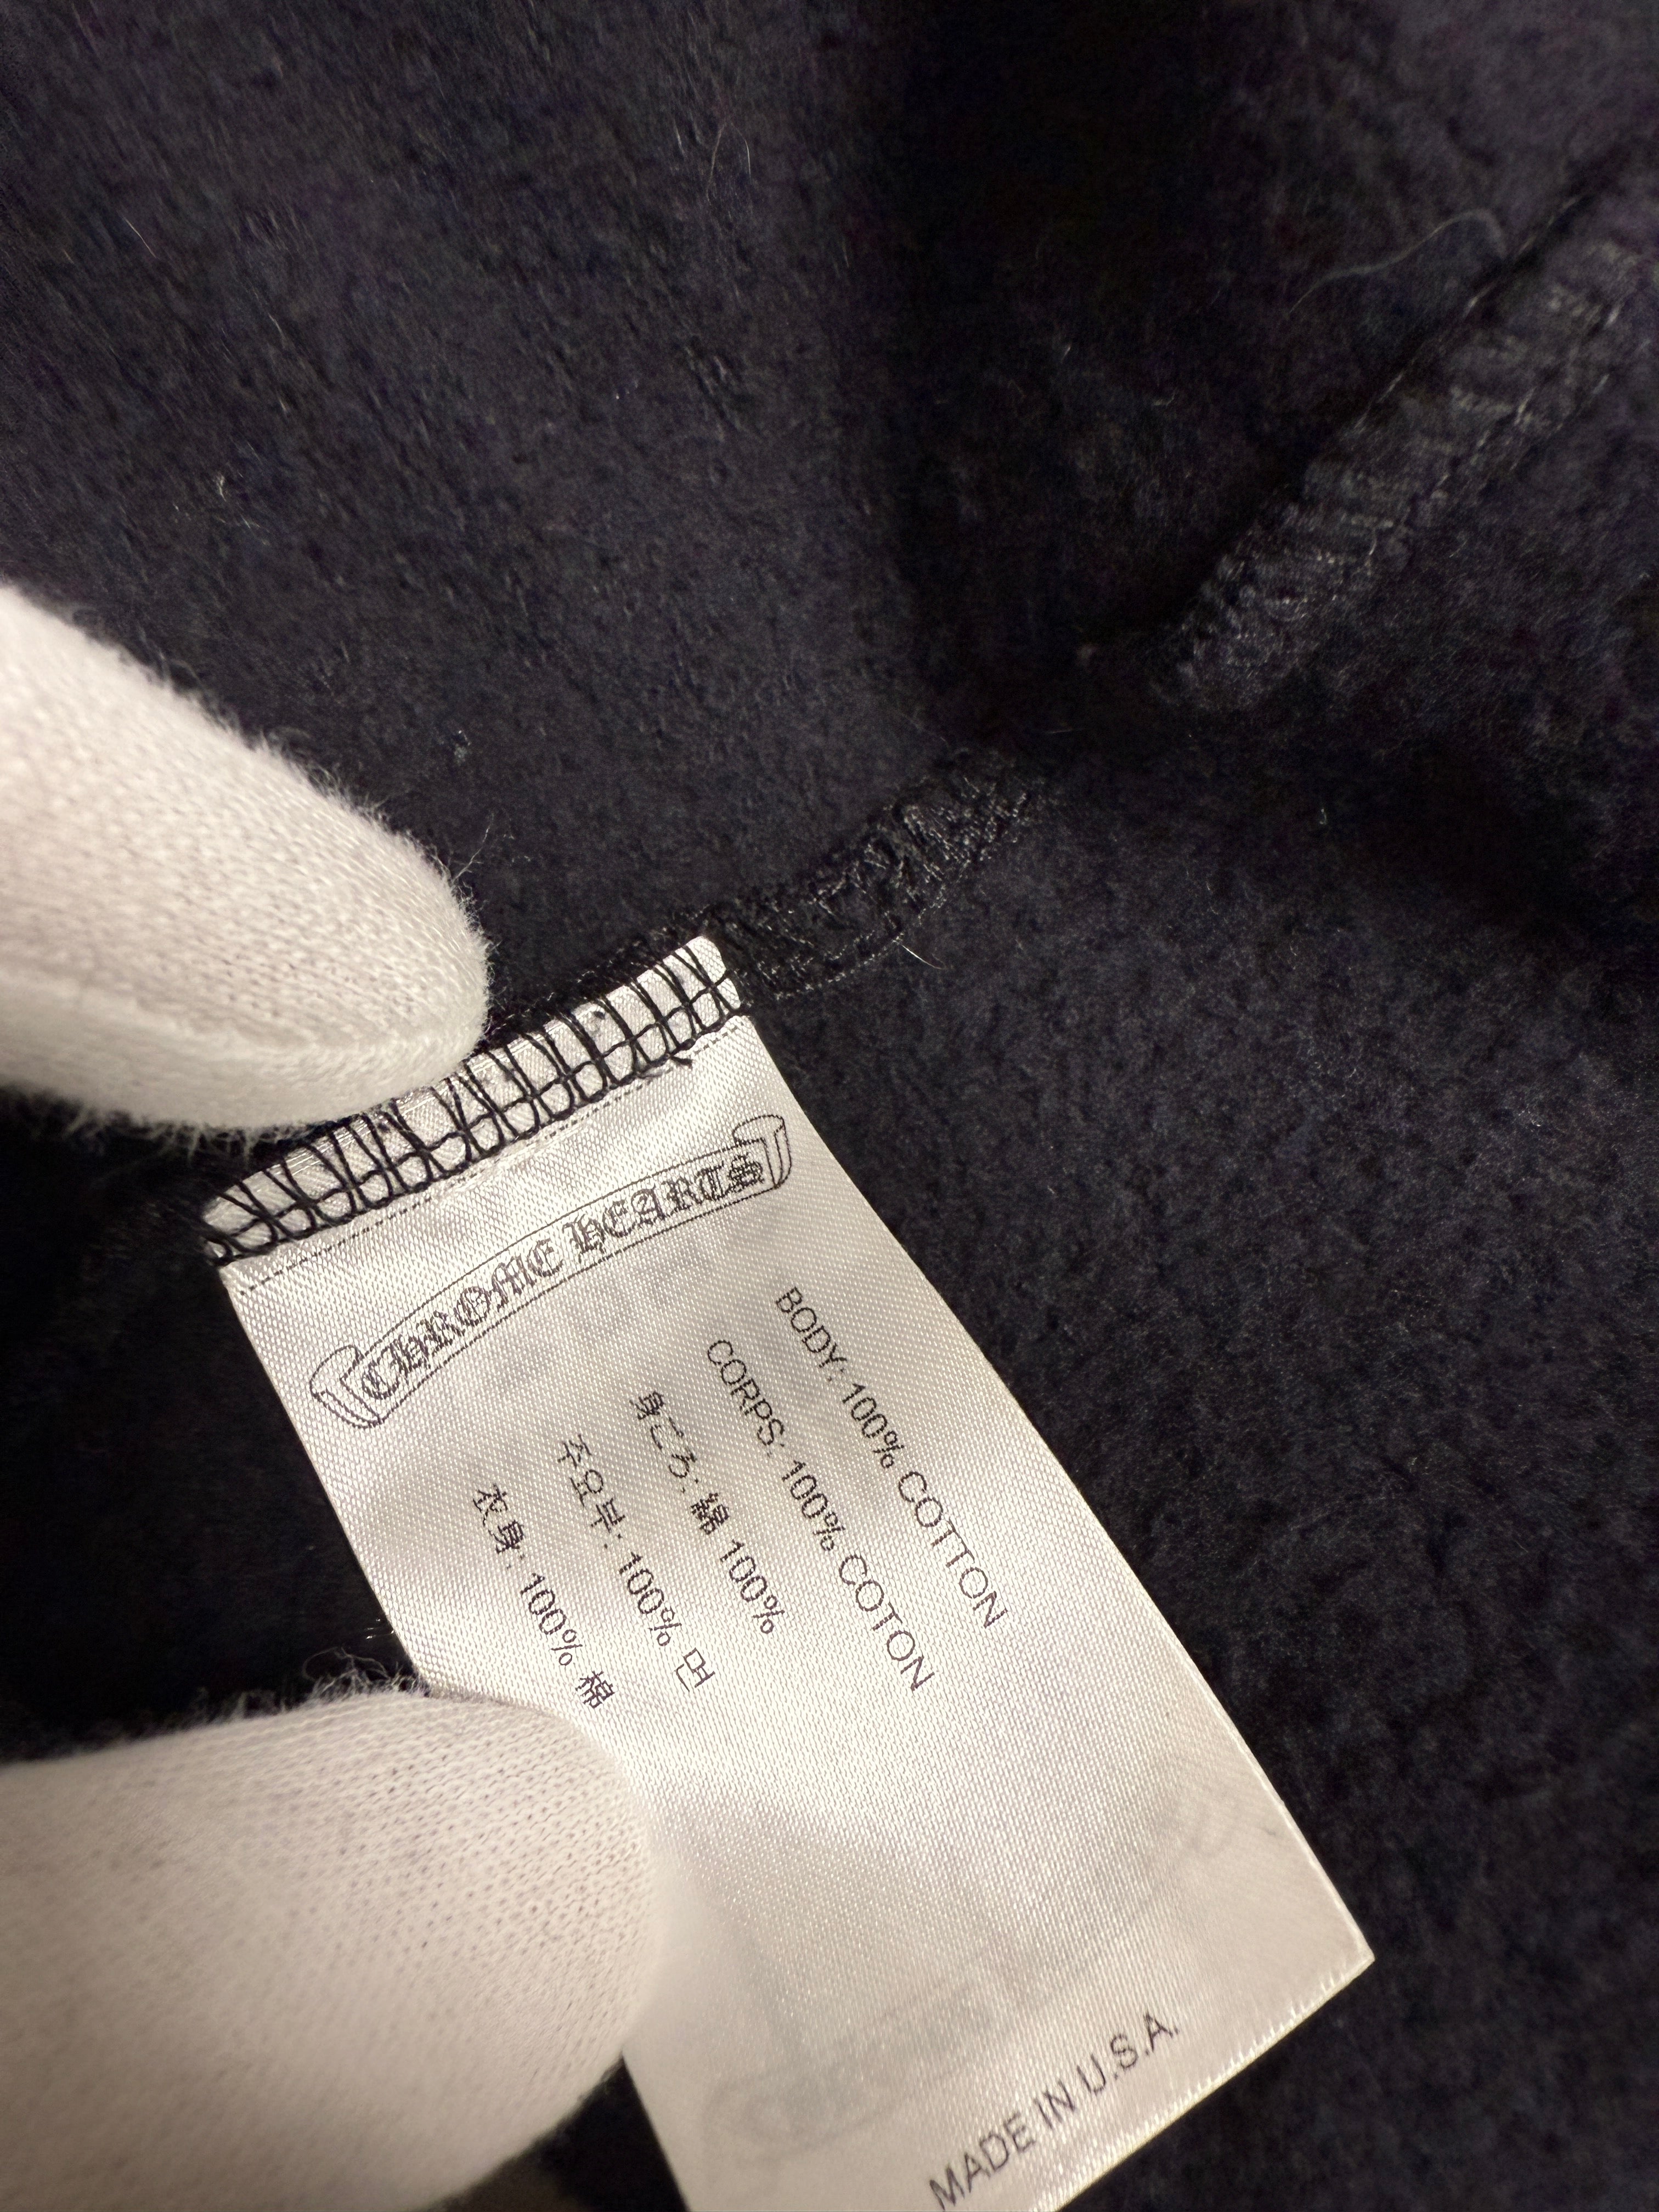 CHROME HEARTS
BODY: 100% COTTON
CORPS: 100% COTON
身ごろ: 綿 100%
주요부: 100% 면
衣身: 100% 棉
MADE IN U.S.A.